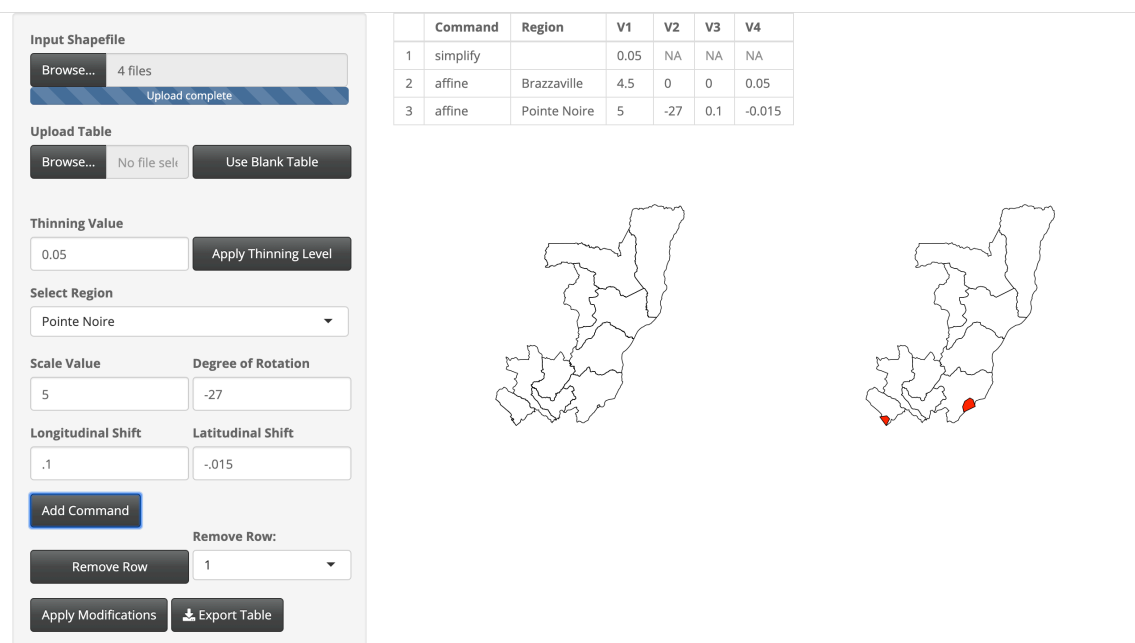 Input Shapefile
Browse... 4 files
Upload complete
Upload Table
Browse... No file sele Use Blank Table
Thinning Value
0.05 Apply Thinning Level
Select Region
Pointe Noire
Scale Value Degree of Rotation
5 -27
Longitudinal Shift Latitudinal Shift
.1 -.015
Add Command
Remove Row:
Remove Row 1
Apply Modifications Export Table
Command Region V1 V2 V3 V4
1 simplify 0.05 NA NA NA
2 affine Brazzaville 4.5 0 0 0.05
3 affine Pointe Noire 5 -27 0.1 -0.015